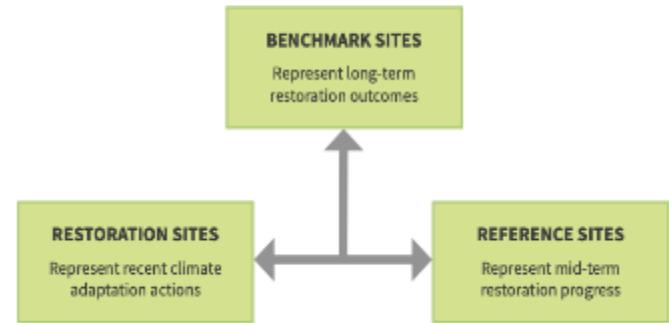 BENCHMARK SITES
Represent long-term
restoration outcomes
RESTORATION SITES
Represent recent climate
adaptation actions
REFERENCE SITES
Represent mid-term
restoration progress